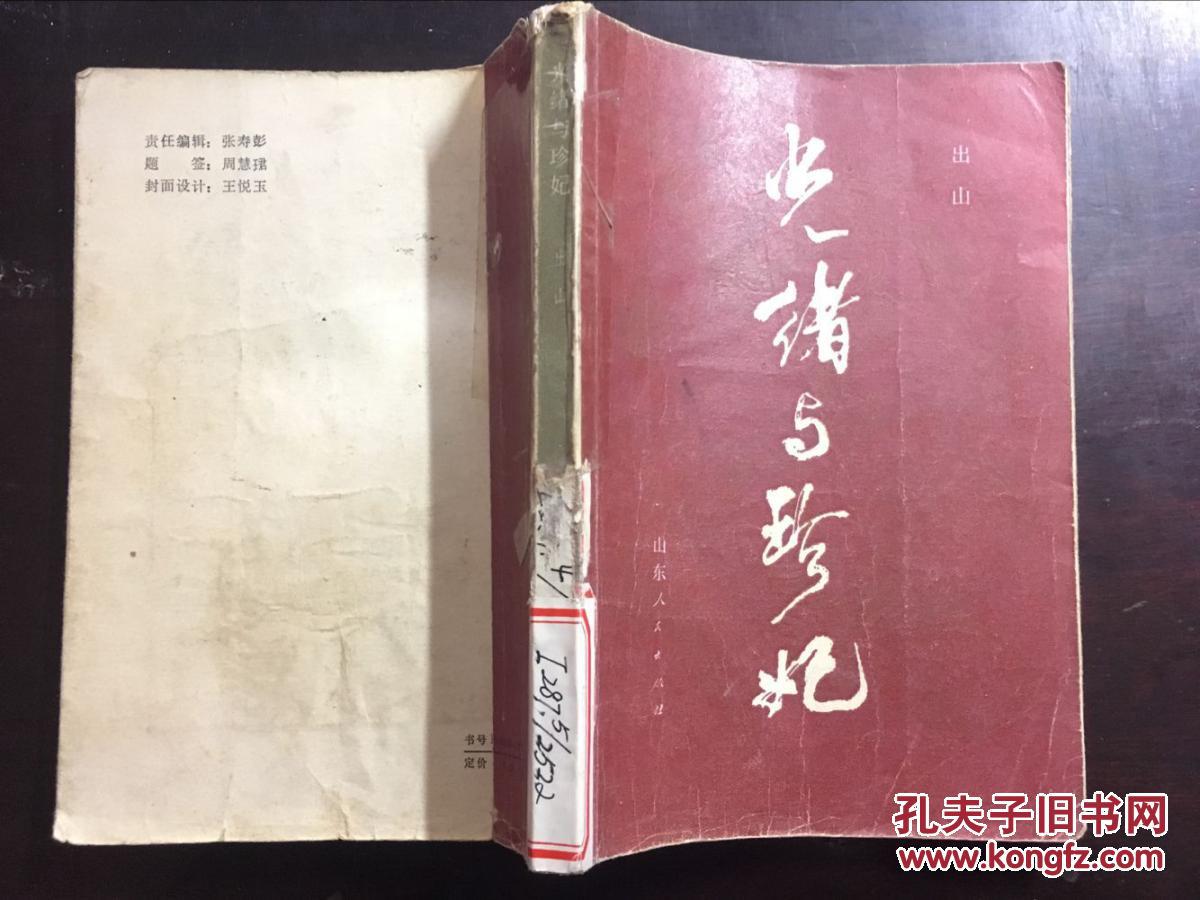 责任编辑：张寿彭
题 签：周慧珺
封面设计：王悦玉
书号
定价
光绪与珍妃 出山
4
I287.5/2522
出山
光绪与珍妃
山东人民出版社
孔夫子旧书网
www.kongfz.com